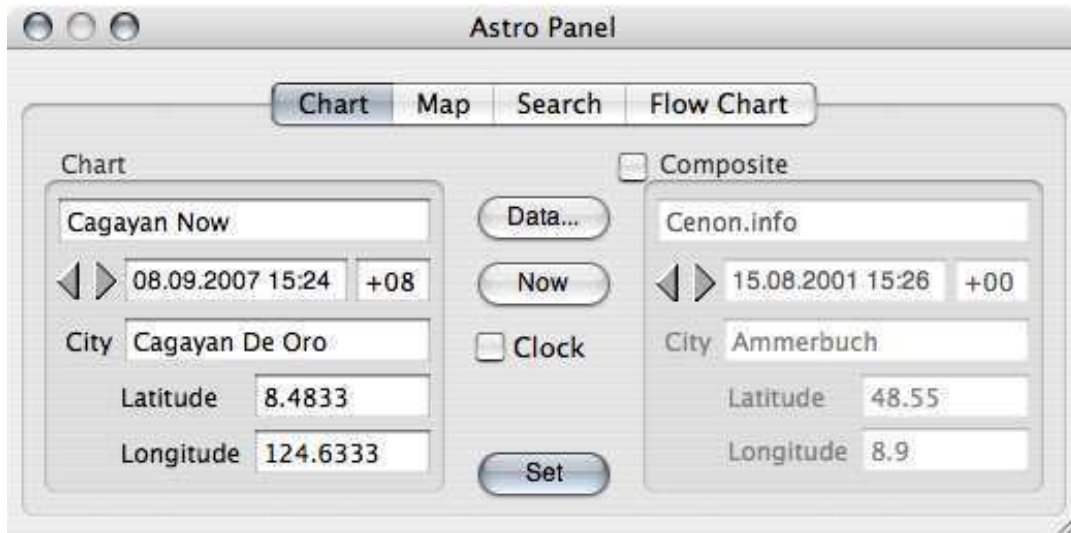 Astro Panel
Chart Map Search Flow Chart
Chart
Cagayan Now
08.09.2007 15:24 +08
City Cagayan De Oro
Latitude 8.4833
Longitude 124.6333
Data...
Now
Clock
Set
Composite
Cenon.info
15.08.2001 15:26 +00
City Ammerbuch
Latitude 48.55
Longitude 8.9